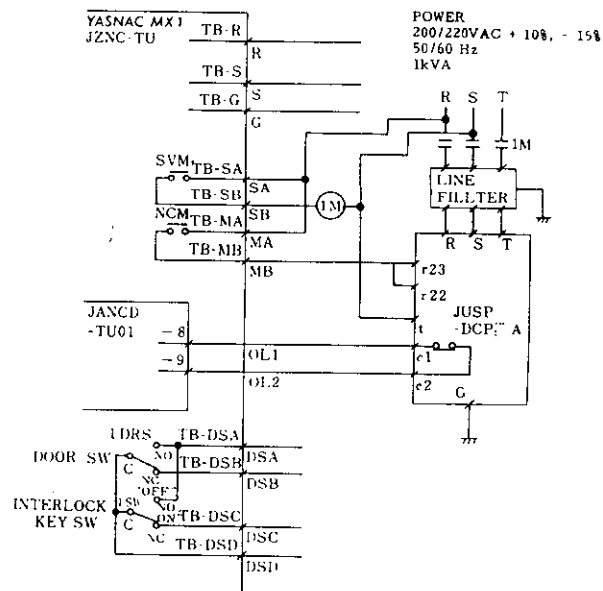 YASNAC MX1
JZNC-TU
POWER
200/220VAC + 10%, - 15%
50/60 Hz
1kVA
TB-R
R
TB-S
S
TB-G
G
R S T
1M
SVM
TB-SA
SA
TB-SB
SB
1M
NCM
TB-MA
MA
TB-MB
MB
LINE
FILLTER
R S T
r23
r22
t
JUSP
-DCP A
c1
c2
G
JANCD
-TU01
-8
-9
OL1
OL2
1DRS
NO
TB-DSA
DSA
DOOR SW
C
NC
TB-DSB
DSB
"OFF"
NO
INTERLOCK
KEY SW
1SW
C
ON
NC
TB-DSC
DSC
TB-DSD
DSD